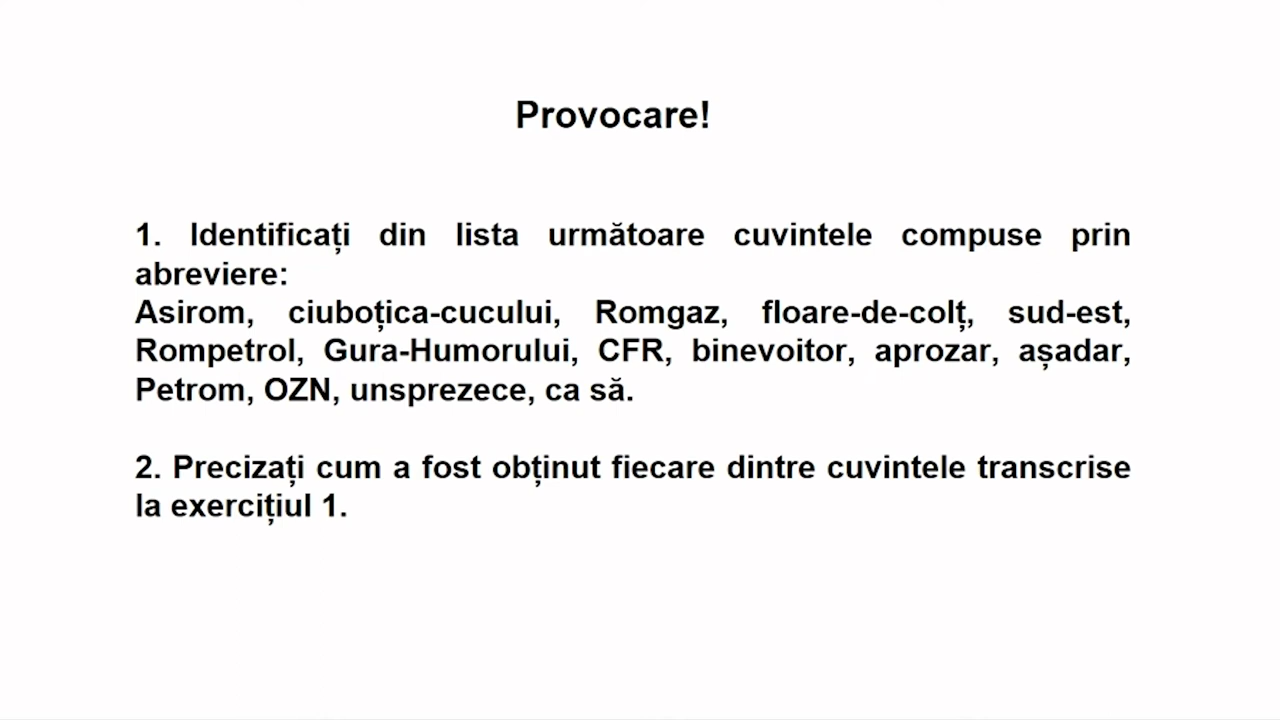 Provocare!
1. Identificați din lista următoare cuvintele compuse prin
abreviere:
Asirom, ciuboțica-cucului, Romgaz, floare-de-colț, sud-est,
Rompetrol, Gura-Humorului, CFR, binevoitor, aprozar, așadar,
Petrom, OZN, unsprezece, ca să.
2. Precizați cum a fost obținut fiecare dintre cuvintele transcrise
la exercițiul 1.